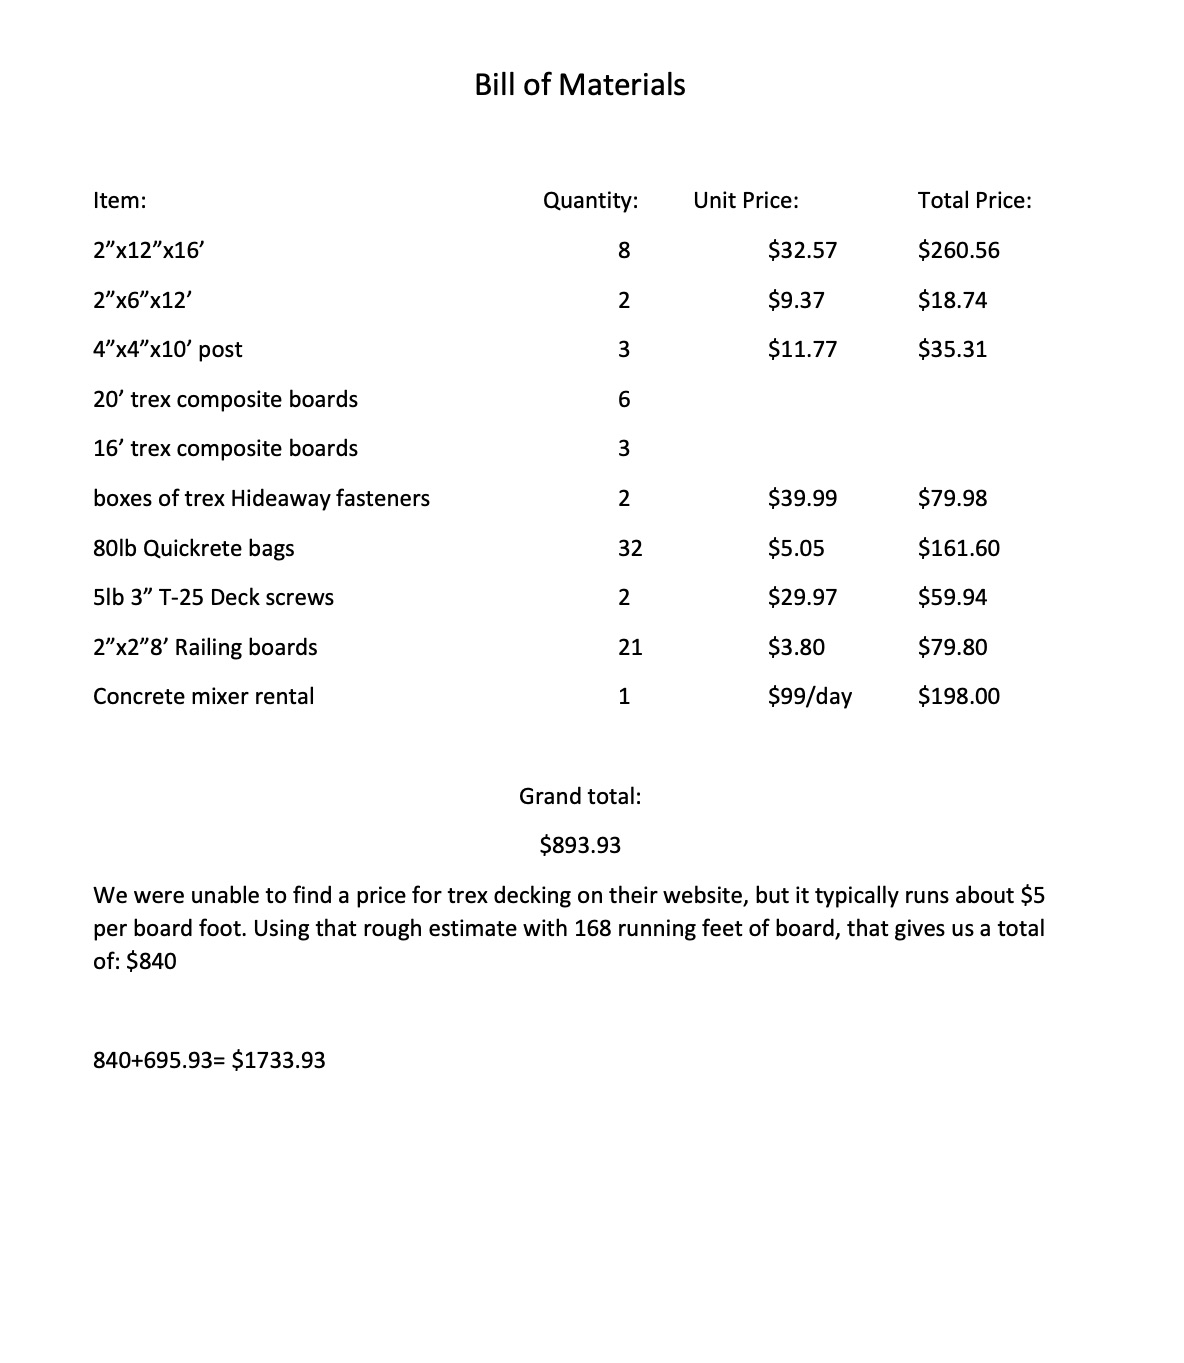 Bill of Materials
Item: Quantity: Unit Price: Total Price:
2”x12”x16’ 8 $32.57 $260.56
2”x6”x12’ 2 $9.37 $18.74
4”x4”x10’ post 3 $11.77 $35.31
20’ trex composite boards 6
16’ trex composite boards 3
boxes of trex Hideaway fasteners 2 $39.99 $79.98
80lb Quickrete bags 32 $5.05 $161.60
5lb 3” T-25 Deck screws 2 $29.97 $59.94
2”x2”8’ Railing boards 21 $3.80 $79.80
Concrete mixer rental 1 $99/day $198.00
Grand total:
$893.93
We were unable to find a price for trex decking on their website, but it typically runs about $5
per board foot. Using that rough estimate with 168 running feet of board, that gives us a total
of: $840
840+695.93= $1733.93